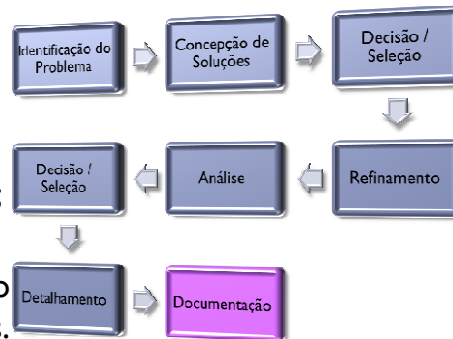 Identificação do
Problema
Concepção de
Soluções
Decisão /
Seleção
Decisão /
Seleção
Análise
Refinamento
Detalhamento
Documentação